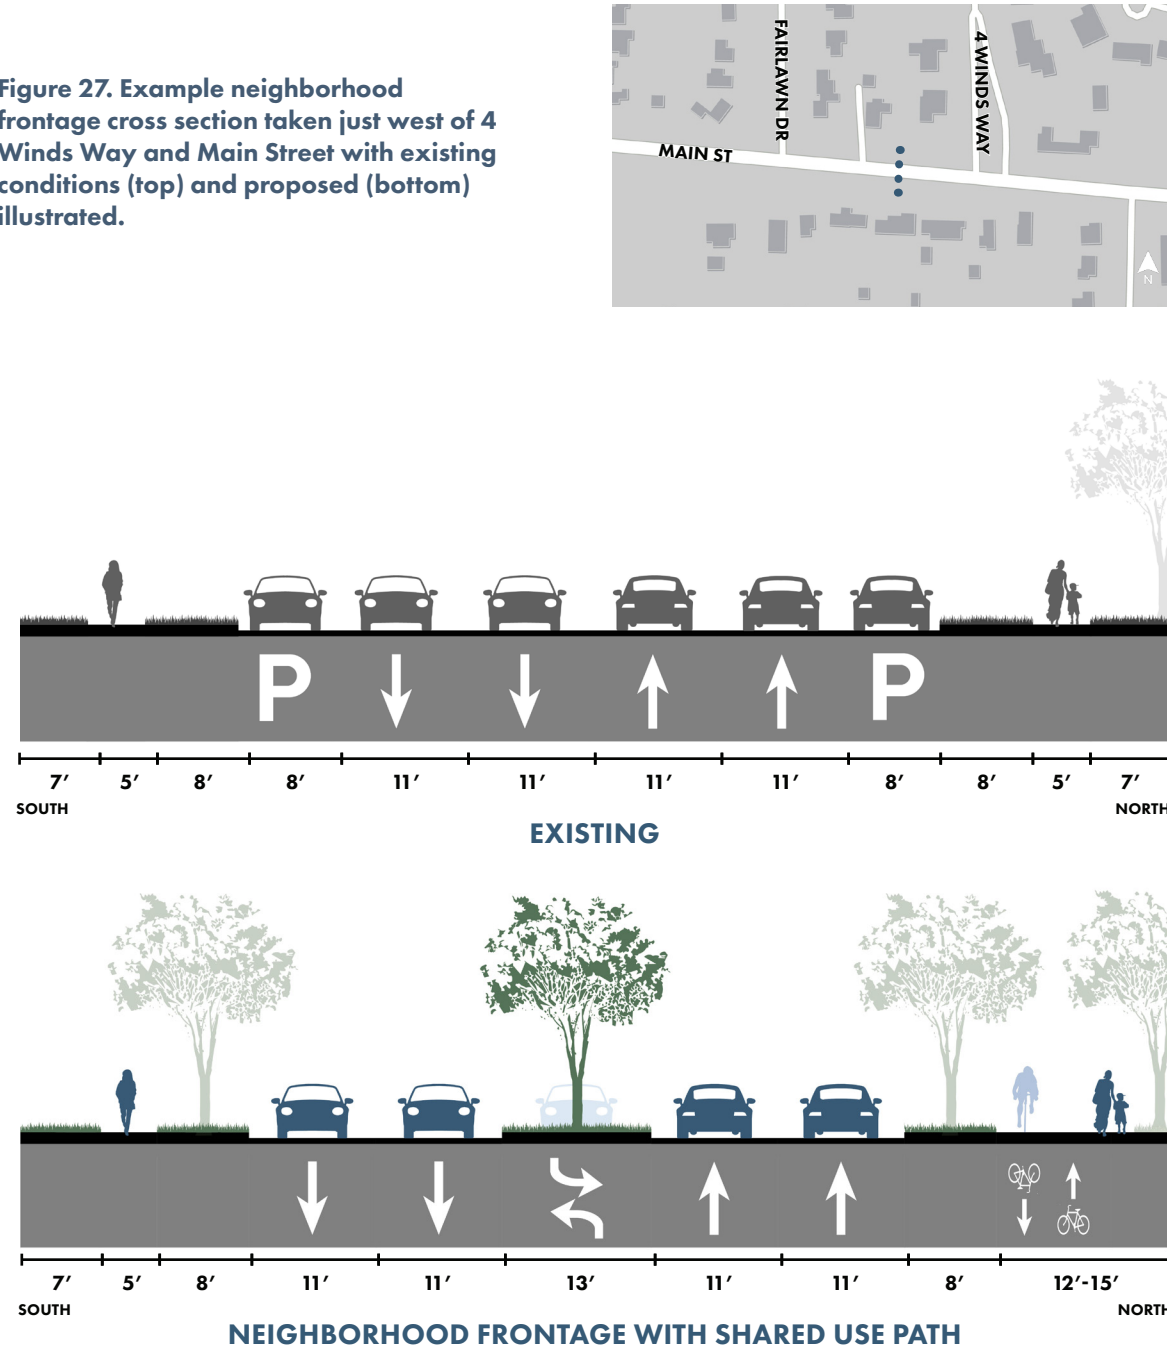 Figure 27. Example neighborhood
frontage cross section taken just west of 4
Winds Way and Main Street with existing
conditions (top) and proposed (bottom)
illustrated.
FAIRLAWN DR
4 WINDS WAY
MAIN ST
N
P
P
7’ 5’ 8’ 8’ 11’ 11’ 11’ 11’ 8’ 8’ 5’ 7’
SOUTH
NORTH
EXISTING
7’ 5’ 8’ 11’ 11’ 13’ 11’ 11’ 8’ 12’-15’
SOUTH
NORTH
NEIGHBORHOOD FRONTAGE WITH SHARED USE PATH